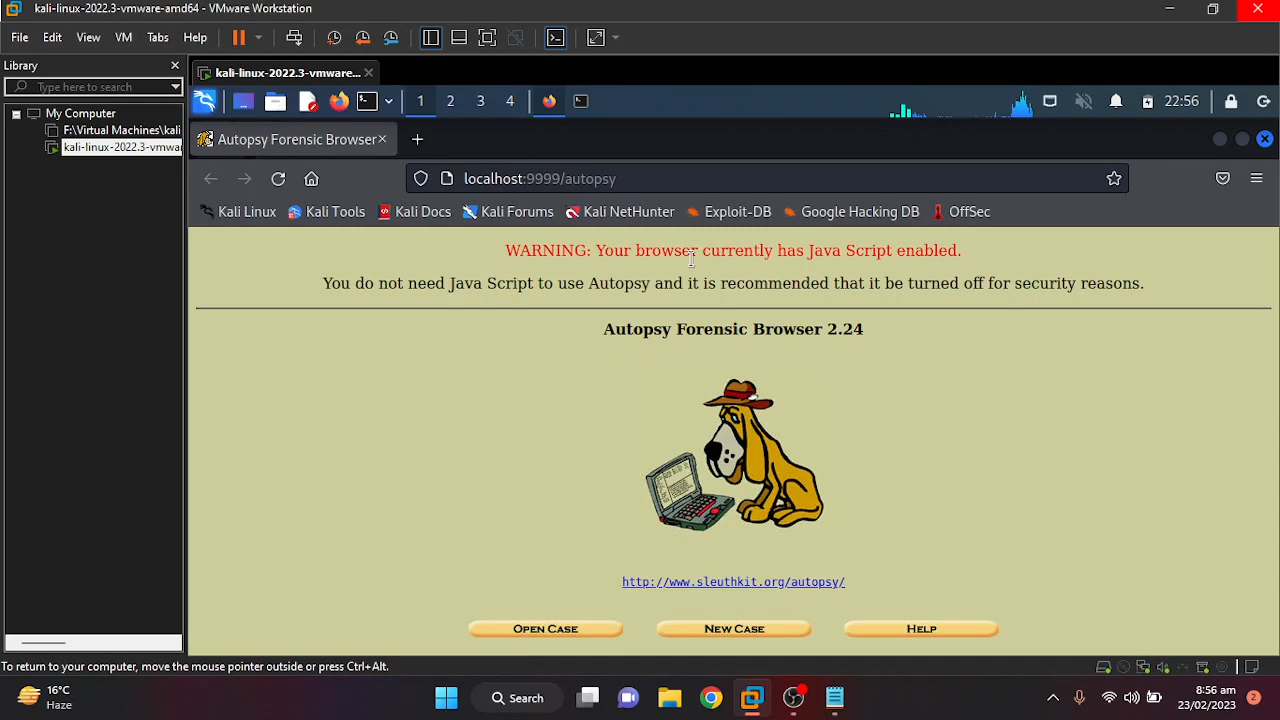 kali-linux-2022.3-vmware-amd64 - VMware Workstation
File Edit View VM Tabs Help
Library
Type here to search
My Computer
F:\Virtual Machines\kali
kali-linux-2022.3-vmwar
kali-linux-2022.3-vmware...
1 2 3 4
22:56
Autopsy Forensic Browser
localhost:9999/autopsy
Kali Linux Kali Tools Kali Docs Kali Forums Kali NetHunter Exploit-DB Google Hacking DB OffSec
WARNING: Your browser currently has Java Script enabled.
You do not need Java Script to use Autopsy and it is recommended that it be turned off for security reasons.
Autopsy Forensic Browser 2.24
http://www.sleuthkit.org/autopsy/
OPEN CASE NEW CASE HELP
To return to your computer, move the mouse pointer outside or press Ctrl+Alt.
16°C
Haze
Search
8:56 am
23/02/2023
2